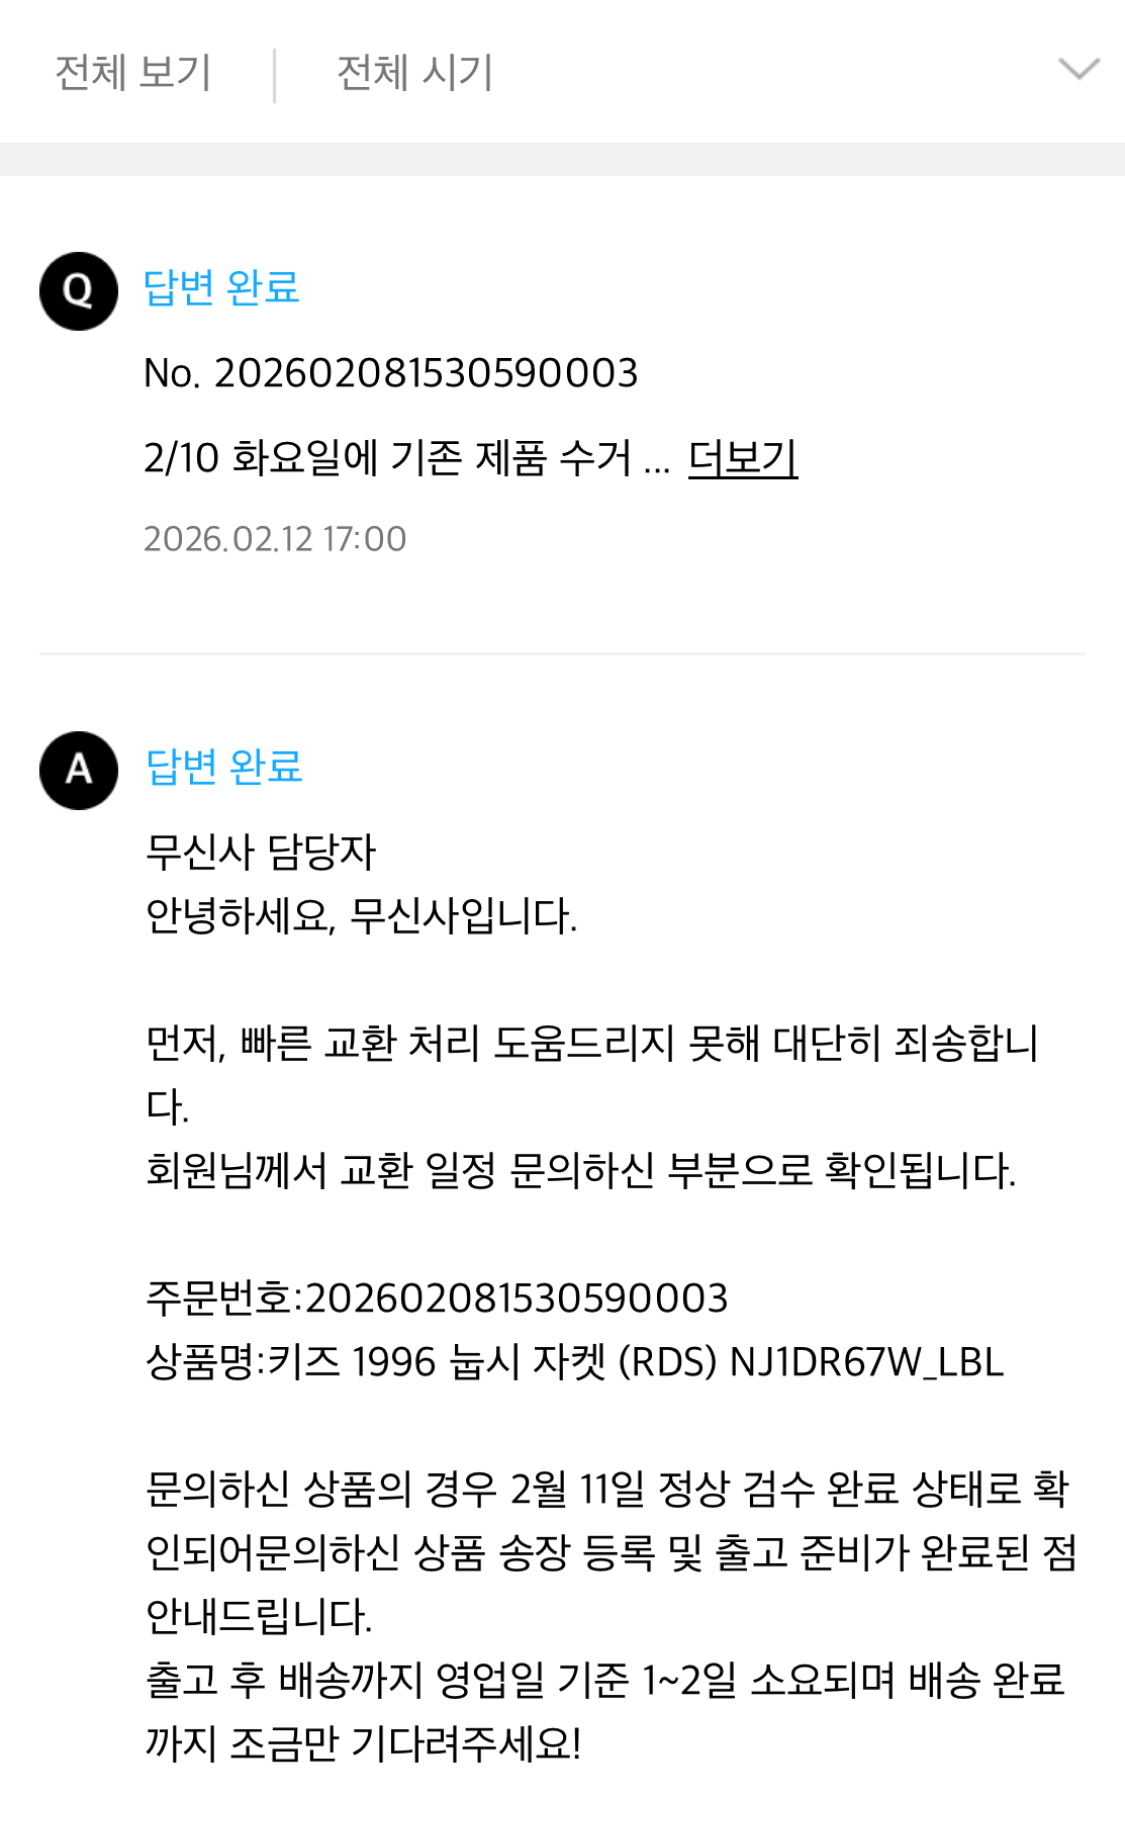 전체 보기 | 전체 시기
Q 답변 완료
No. 202602081530590003
2/10 화요일에 기존 제품 수거 ... 더보기
2026.02.12 17:00
A 답변 완료
무신사 담당자
안녕하세요, 무신사입니다.
먼저, 빠른 교환 처리 도움드리지 못해 대단히 죄송합니
다.
회원님께서 교환 일정 문의하신 부분으로 확인됩니다.
주문번호:202602081530590003
상품명:키즈 1996 눕시 자켓 (RDS) NJ1DR67W_LBL
문의하신 상품의 경우 2월 11일 정상 검수 완료 상태로 확
인되어문의하신 상품 송장 등록 및 출고 준비가 완료된 점
안내드립니다.
출고 후 배송까지 영업일 기준 1~2일 소요되며 배송 완료
까지 조금만 기다려주세요!